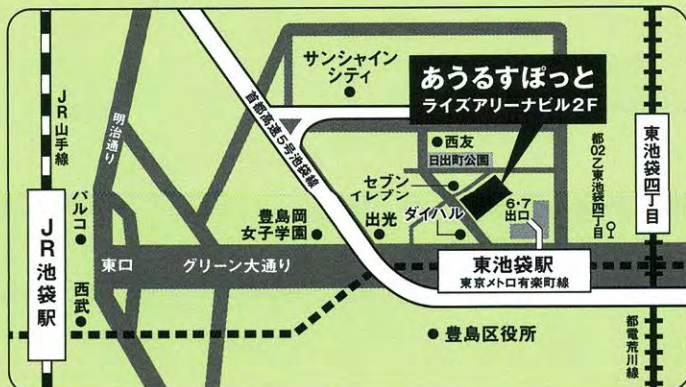 JR山手線
JR池袋駅
パルコ
西武
明治通り
東口
グリーン大通り
サンシャイン
シティ
首都高速5号池袋線
豊島岡
女子学園
出光
あうるすぽっと
ライズアリーナビル2F
西友
日出町公園
セブン
イレブン
ダイハル
6・7
出口
都02乙東池袋四丁目
東池袋四丁目
東池袋駅
東京メトロ有楽町線
豊島区役所
都電荒川線